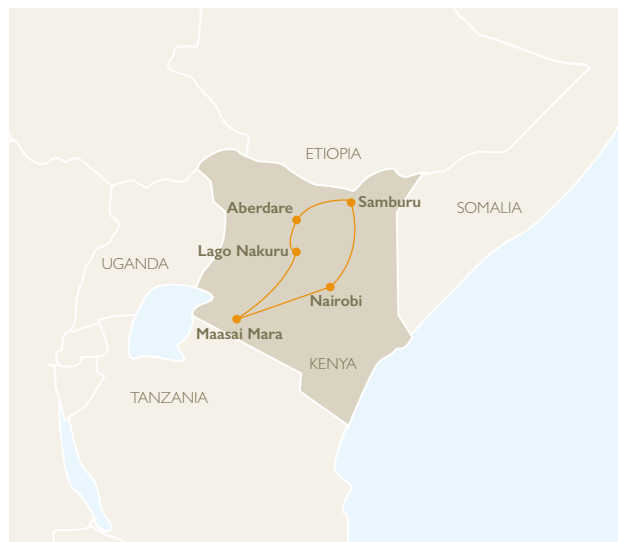 ETIOPIA
Samburu
Aberdare
SOMALIA
Lago Nakuru
UGANDA
Nairobi
Maasai Mara
KENYA
TANZANIA